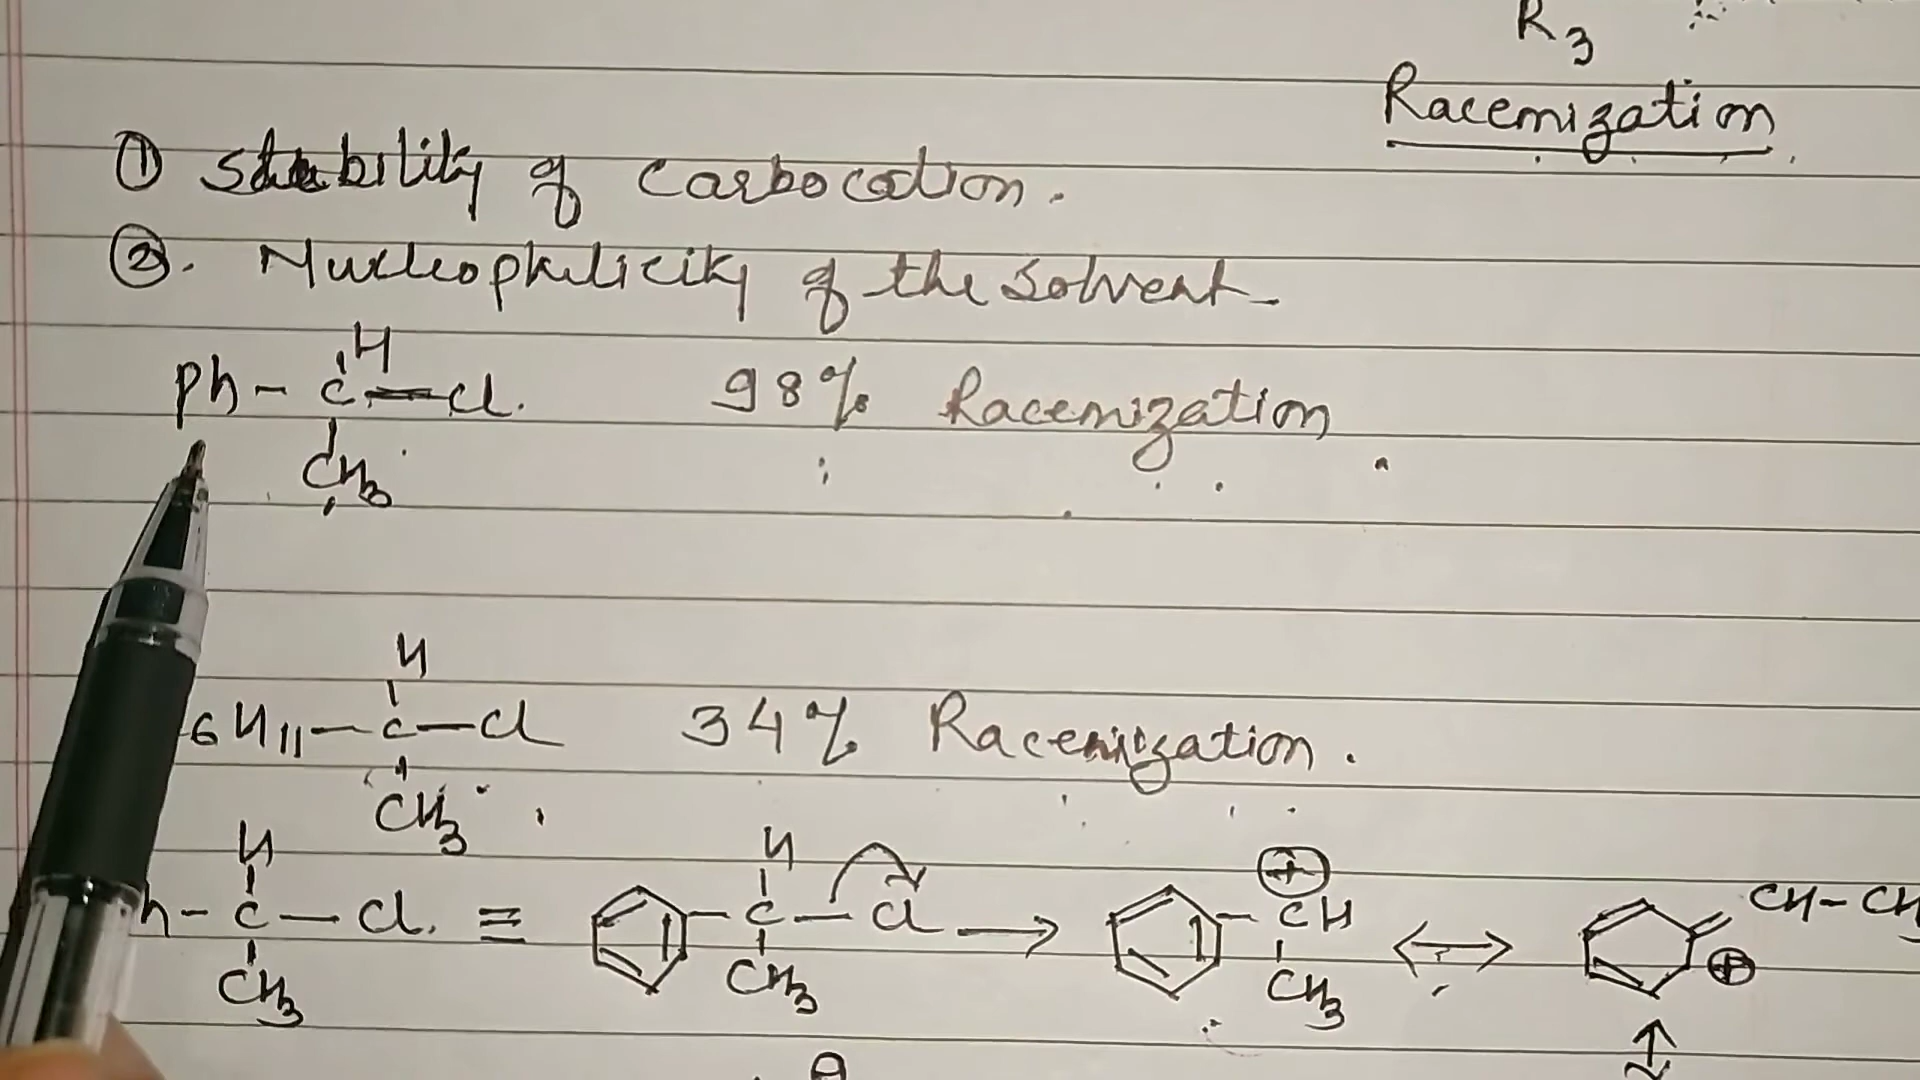 R3
Racemization
① Stability of Carbocation.
②. Nucleophilicity of the Solvent
H
Ph - C - Cl. 98% Racemization
CH3
H
6H11 - C - Cl 34% Racemization.
CH3
H H ⊕
h - C - Cl. ≡ C - Cl → CH ↔ CH - CH3
CH3 CH3 CH3 ⊕